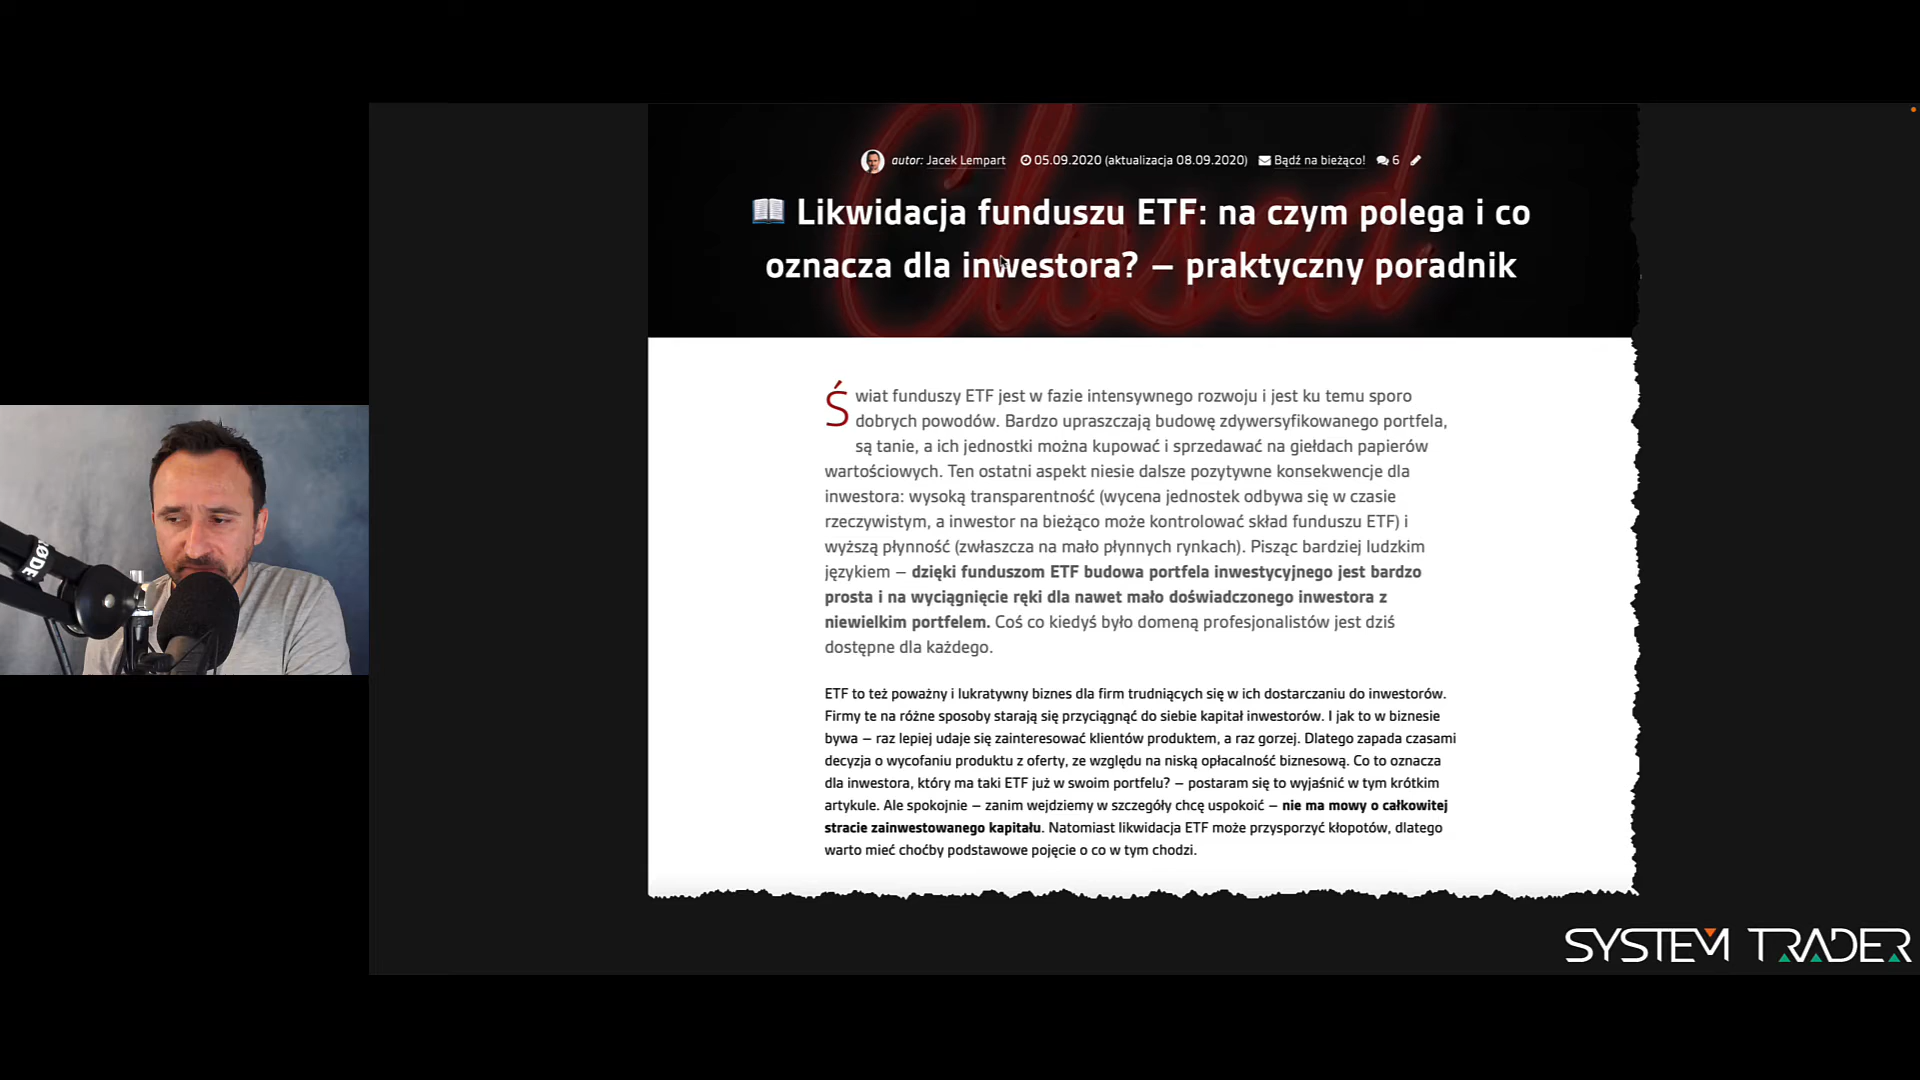 autor: Jacek Lempart 05.09.2020 (aktualizacja 08.09.2020) Bądź na bieżąco! 6
Likwidacja funduszu ETF: na czym polega i co
oznacza dla inwestora? – praktyczny poradnik
Closed
Świat funduszy ETF jest w fazie intensywnego rozwoju i jest ku temu sporo
dobrych powodów. Bardzo upraszczają budowę zdywersyfikowanego portfela,
są tanie, a ich jednostki można kupować i sprzedawać na giełdach papierów
wartościowych. Ten ostatni aspekt niesie dalsze pozytywne konsekwencje dla
inwestora: wysoką transparentność (wycena jednostek odbywa się w czasie
rzeczywistym, a inwestor na bieżąco może kontrolować skład funduszu ETF) i
wyższą płynność (zwłaszcza na mało płynnych rynkach). Pisząc bardziej ludzkim
językiem – dzięki funduszom ETF budowa portfela inwestycyjnego jest bardzo
prosta i na wyciągnięcie ręki dla nawet mało doświadczonego inwestora z
niewielkim portfelem. Coś co kiedyś było domeną profesjonalistów jest dziś
dostępne dla każdego.
ETF to też poważny i lukratywny biznes dla firm trudniących się w ich dostarczaniu do inwestorów.
Firmy te na różne sposoby starają się przyciągnąć do siebie kapitał inwestorów. I jak to w biznesie
bywa – raz lepiej udaje się zainteresować klientów produktem, a raz gorzej. Dlatego zapada czasami
decyzja o wycofaniu produktu z oferty, ze względu na niską opłacalność biznesową. Co to oznacza
dla inwestora, który ma taki ETF już w swoim portfelu? – postaram się to wyjaśnić w tym krótkim
artykule. Ale spokojnie – zanim wejdziemy w szczegóły chcę uspokoić – nie ma mowy o całkowitej
stracie zainwestowanego kapitału. Natomiast likwidacja ETF może przysporzyć kłopotów, dlatego
warto mieć choćby podstawowe pojęcie o co w tym chodzi.
RØDE
SYSTEM TRADER